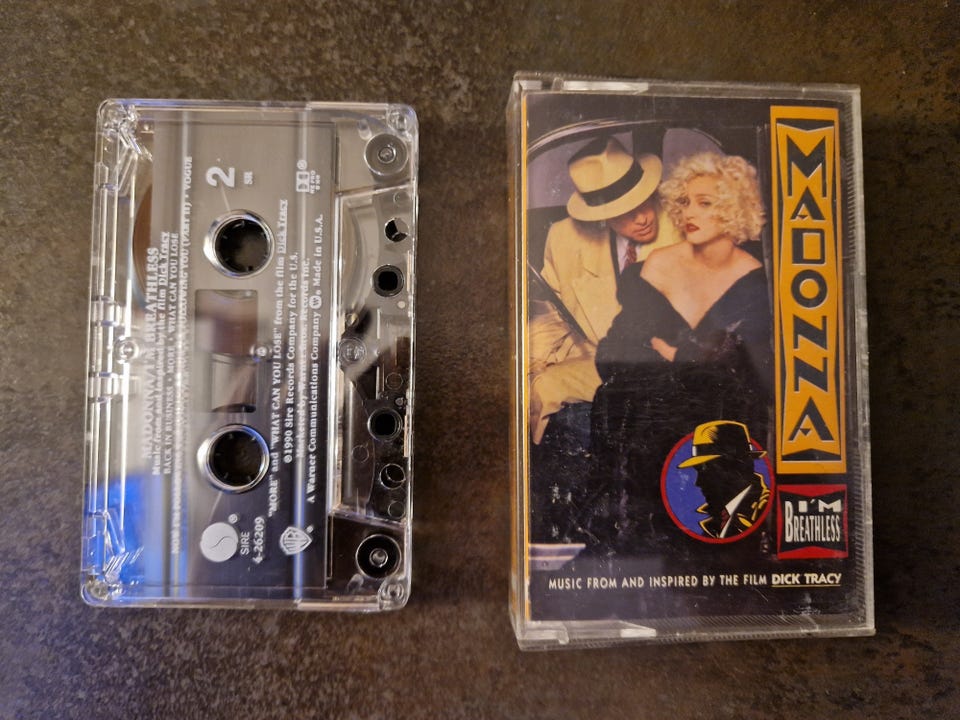 MADONNA/I'M BREATHLESS
Music from and inspired by the film Dick Tracy
BACK IN BUSINESS • MORE • WHAT CAN YOU LOSE
FOLLOWING YOU (PART II) • VOGUE
2
SR
"MORE" and "WHAT CAN YOU LOSE" from the film Dick Tracy
℗1990 Sire Records Company for the U.S.
Marketed by Warner Bros. Records Inc.
A Warner Communications Company Made in U.S.A.
SIRE
4-26209
MADONNA
I'M
BREATHLESS
MUSIC FROM AND INSPIRED BY THE FILM DICK TRACY